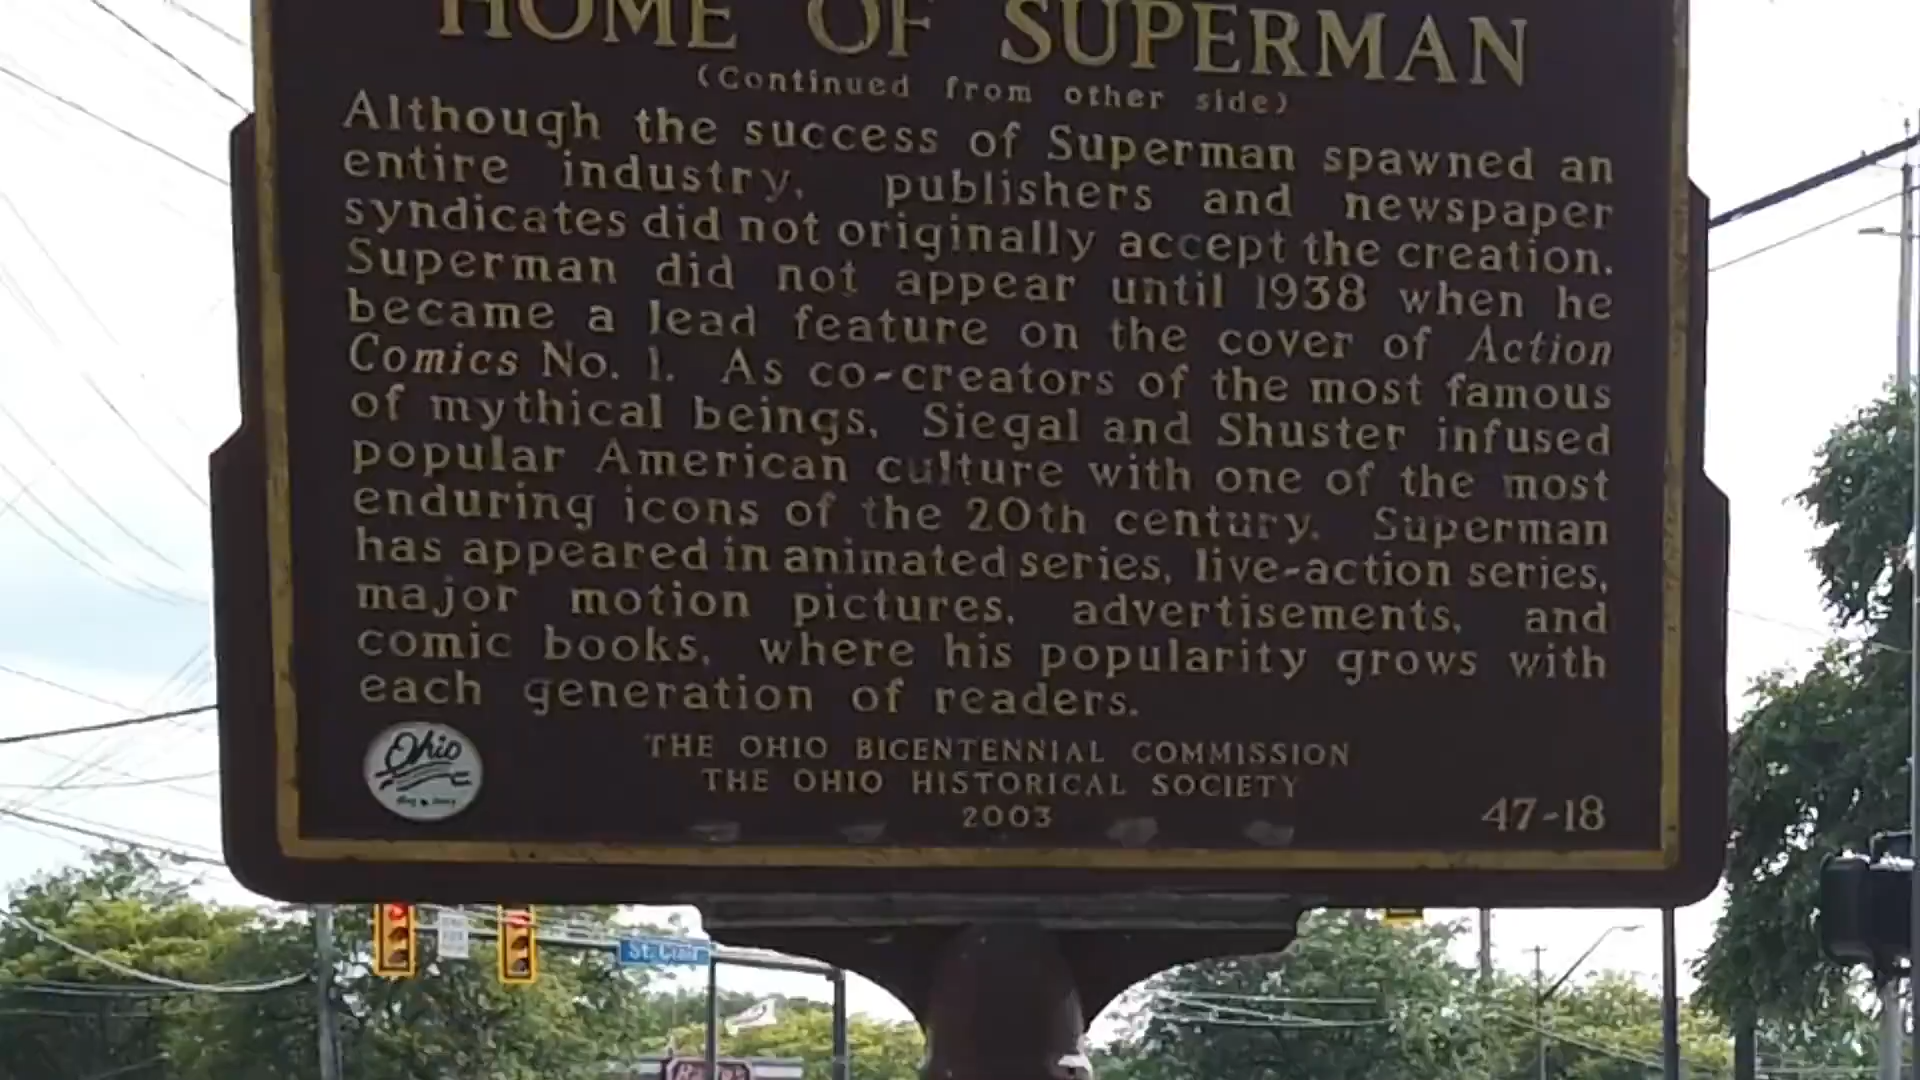 HOME OF SUPERMAN
(Continued from other side)
Although the success of Superman spawned an
entire industry, publishers and newspaper
syndicates did not originally accept the creation.
Superman did not appear until 1938 when he
became a lead feature on the cover of Action
Comics No. 1. As co-creators of the most famous
of mythical beings, Siegal and Shuster infused
popular American culture with one of the most
enduring icons of the 20th century. Superman
has appeared in animated series, live-action series,
major motion pictures, advertisements, and
comic books, where his popularity grows with
each generation of readers.
Ohio
THE OHIO BICENTENNIAL COMMISSION
THE OHIO HISTORICAL SOCIETY
2003
47-18
St. Clair